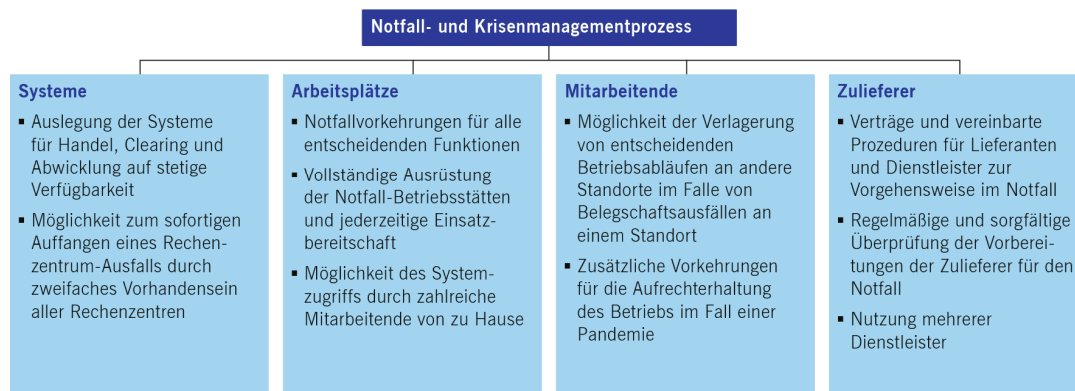 Notfall- und Krisenmanagementprozess
Systeme
▪ Auslegung der Systeme
für Handel, Clearing und
Abwicklung auf stetige
Verfügbarkeit
▪ Möglichkeit zum sofortigen
Auffangen eines Rechen-
zentrum-Ausfalls durch
zweifaches Vorhandensein
aller Rechenzentren
Arbeitsplätze
▪ Notfallvorkehrungen für alle
entscheidenden Funktionen
▪ Vollständige Ausrüstung
der Notfall-Betriebsstätten
und jederzeitige Einsatz-
bereitschaft
▪ Möglichkeit des System-
zugriffs durch zahlreiche
Mitarbeitende von zu Hause
Mitarbeitende
▪ Möglichkeit der Verlagerung
von entscheidenden
Betriebsabläufen an andere
Standorte im Falle von
Belegschaftsausfällen an
einem Standort
▪ Zusätzliche Vorkehrungen
für die Aufrechterhaltung
des Betriebs im Fall einer
Pandemie
Zulieferer
▪ Verträge und vereinbarte
Prozeduren für Lieferanten
und Dienstleister zur
Vorgehensweise im Notfall
▪ Regelmäßige und sorgfältige
Überprüfung der Vorberei-
tungen der Zulieferer für den
Notfall
▪ Nutzung mehrerer
Dienstleister